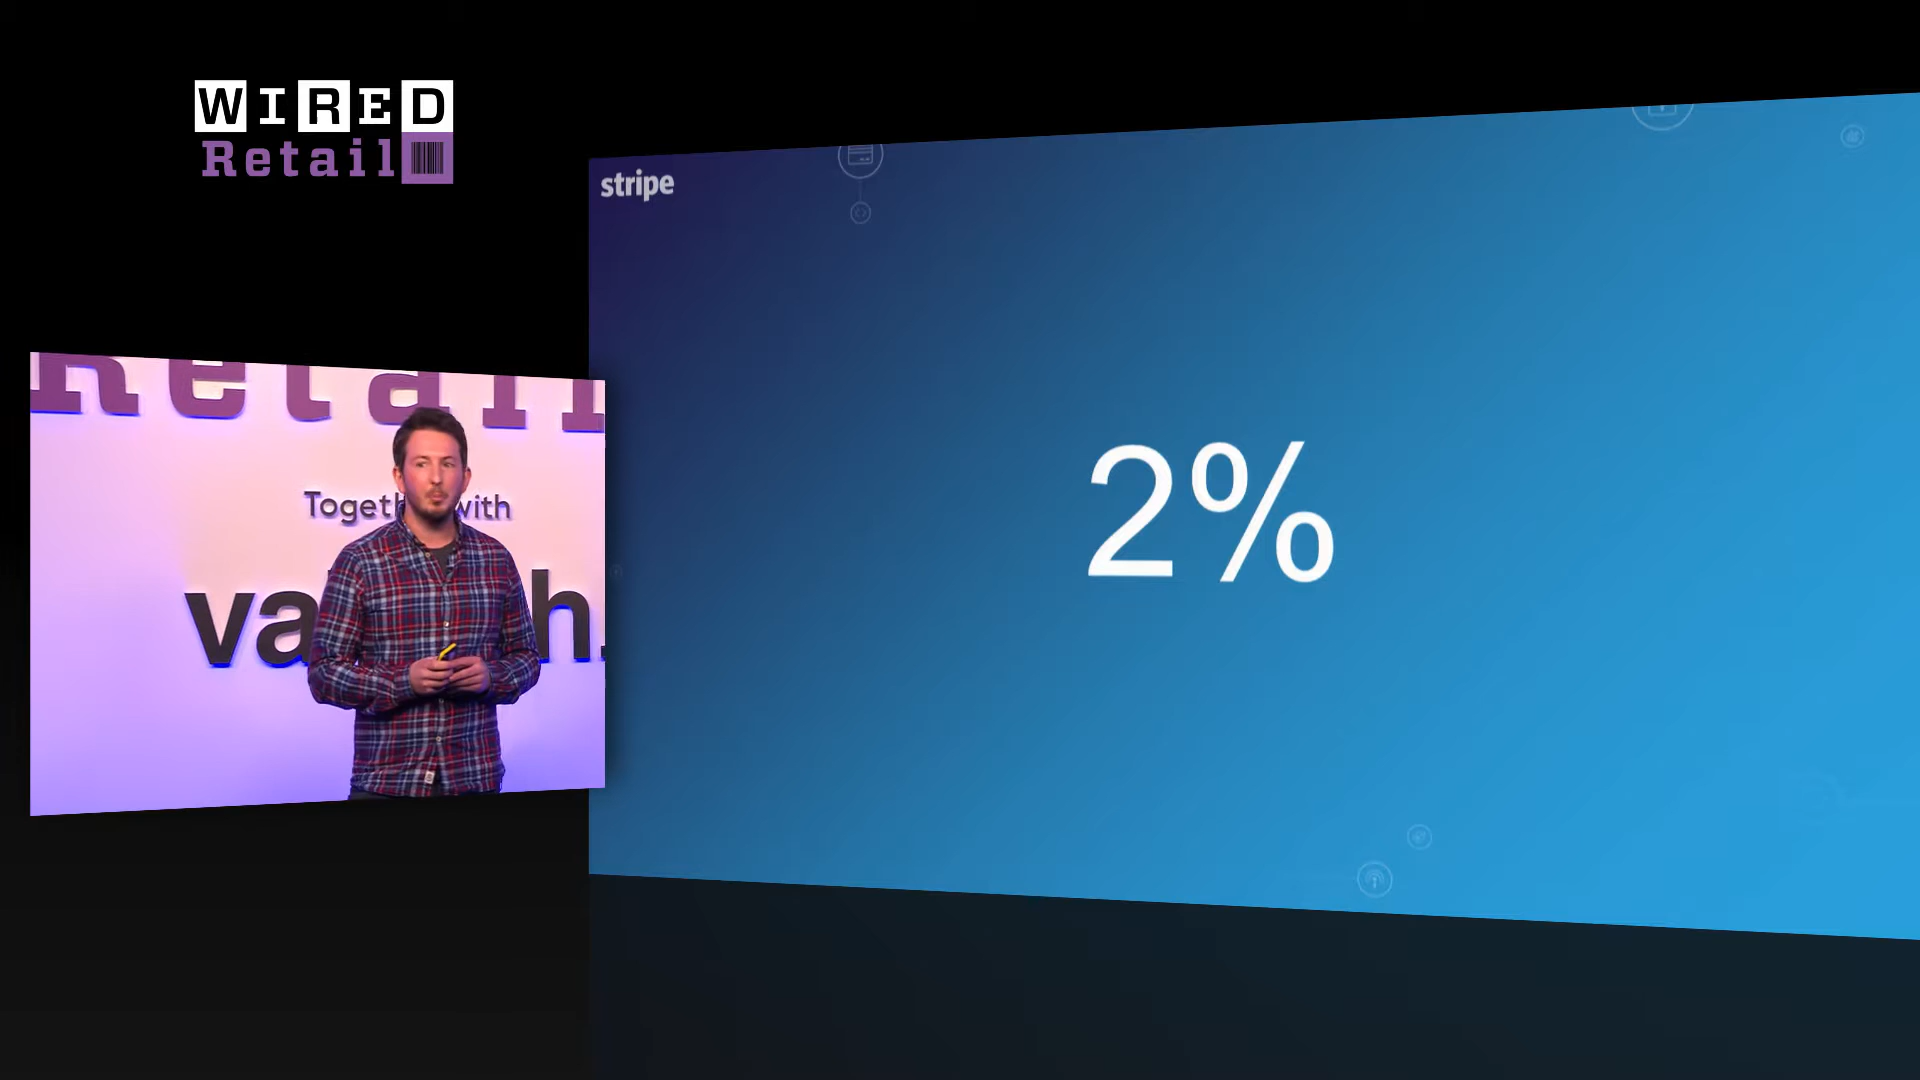 WIRED
Retail
stripe
2%
Retail
Togeth with
va h.